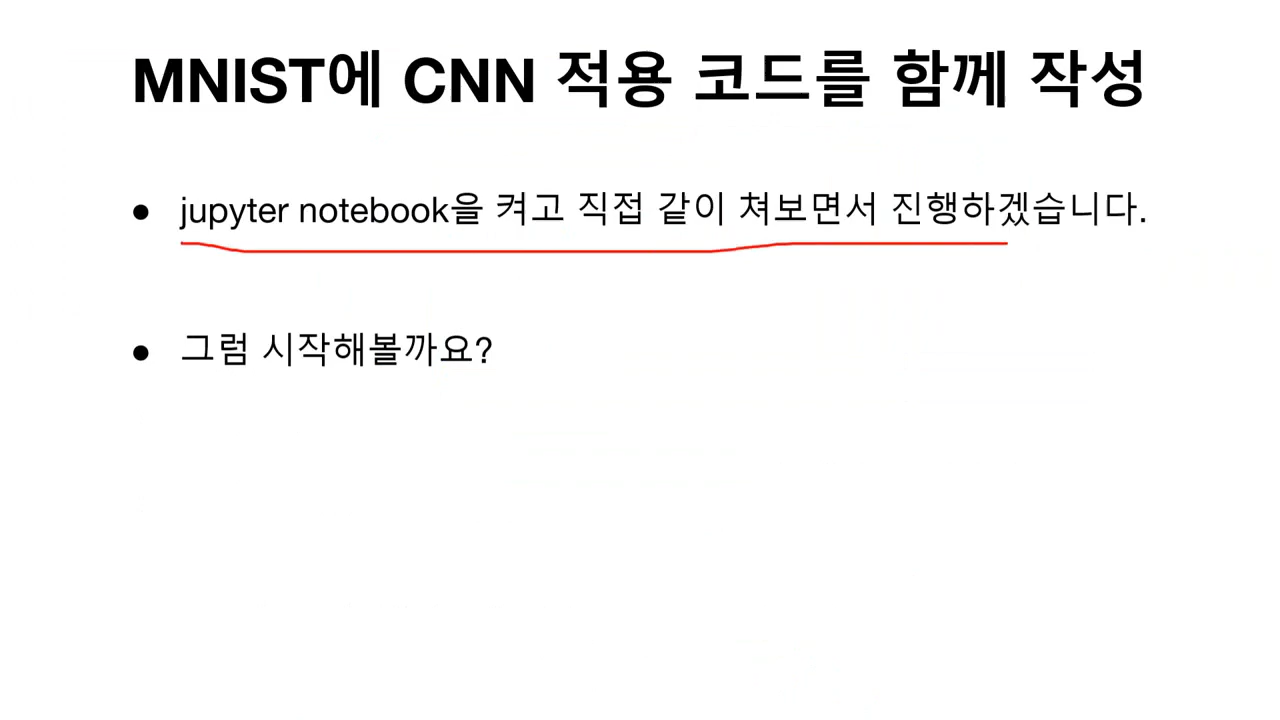 MNIST에 CNN 적용 코드를 함께 작성
● jupyter notebook을 켜고 직접 같이 쳐보면서 진행하겠습니다.
● 그럼 시작해볼까요?